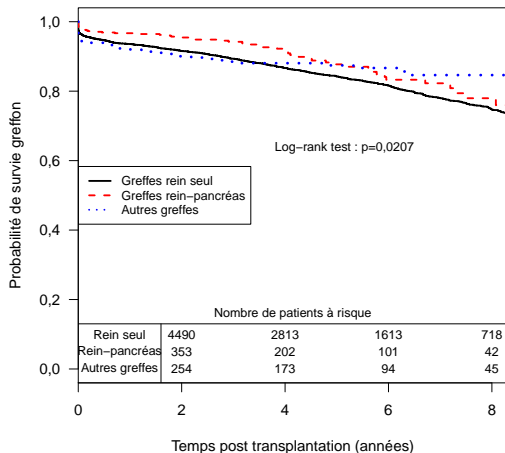 1,0
0,8
0,6
0,4
0,2
0,0
Probabilité de survie greffon
Log−rank test : p=0,0207
Greffes rein seul
Greffes rein−pancréas
Autres greffes
Nombre de patients à risque
Rein seul 4490 2813 1613 718
Rein−pancréas 353 202 101 42
Autres greffes 254 173 94 45
0 2 4 6 8
Temps post transplantation (années)